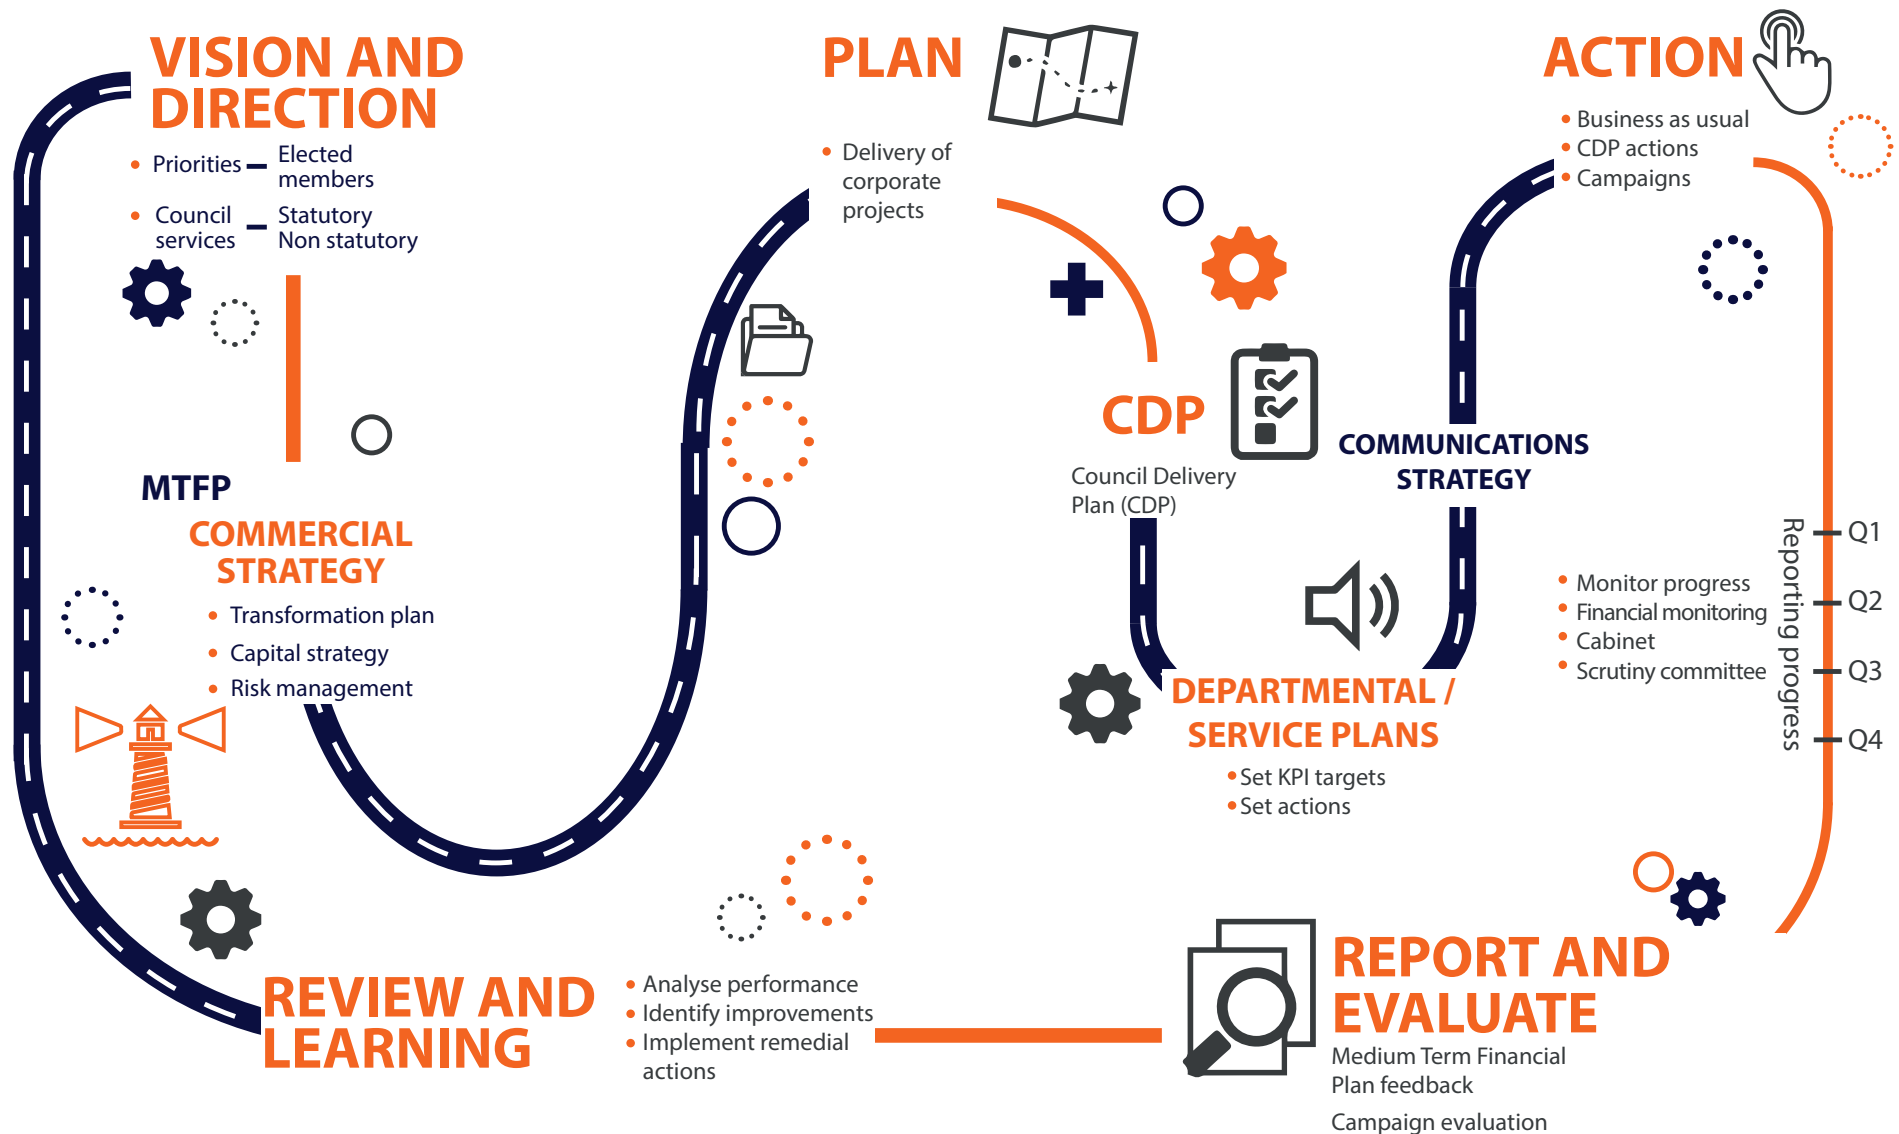 VISION AND
DIRECTION
Priorities
Elected
members
Council
services
Statutory
Non statutory
MTFP
COMMERCIAL
STRATEGY
Transformation plan
Capital strategy
Risk management
PLAN
Delivery of
corporate
projects
CDP
Council Delivery
Plan (CDP)
DEPARTMENTAL /
SERVICE PLANS
Set KPI targets
Set actions
COMMUNICATIONS
STRATEGY
ACTION
Business as usual
CDP actions
Campaigns
Monitor progress
Financial monitoring
Cabinet
Scrutiny committee
Reporting progress
Q1
Q2
Q3
Q4
REPORT AND
EVALUATE
Medium Term Financial
Plan feedback
Campaign evaluation
REVIEW AND
LEARNING
Analyse performance
Identify improvements
Implement remedial
actions